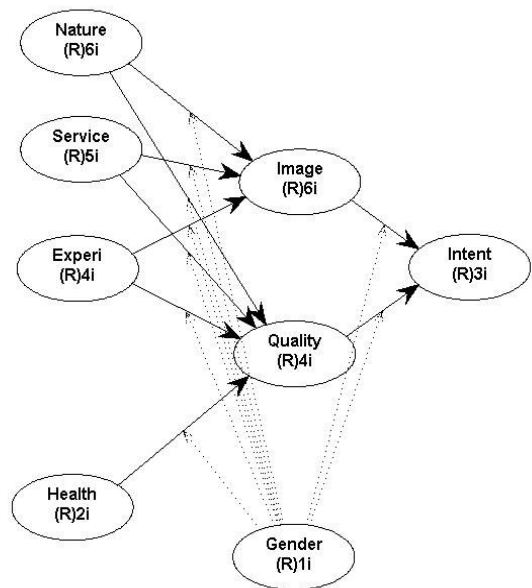 Nature
(R)6i
Service
(R)5i
Image
(R)6i
Experi
(R)4i
Intent
(R)3i
Quality
(R)4i
Health
(R)2i
Gender
(R)1i